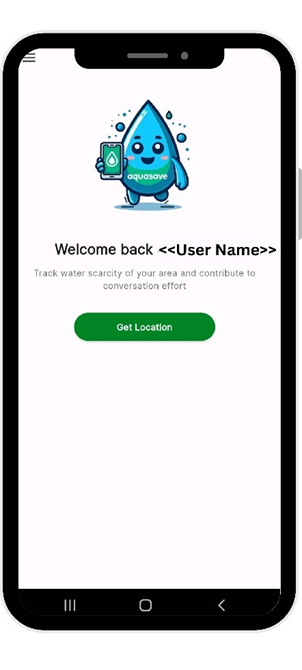 aquasave
Welcome back <<User Name>>
Track water scarcity of your area and contribute to
conversation effort
Get Location